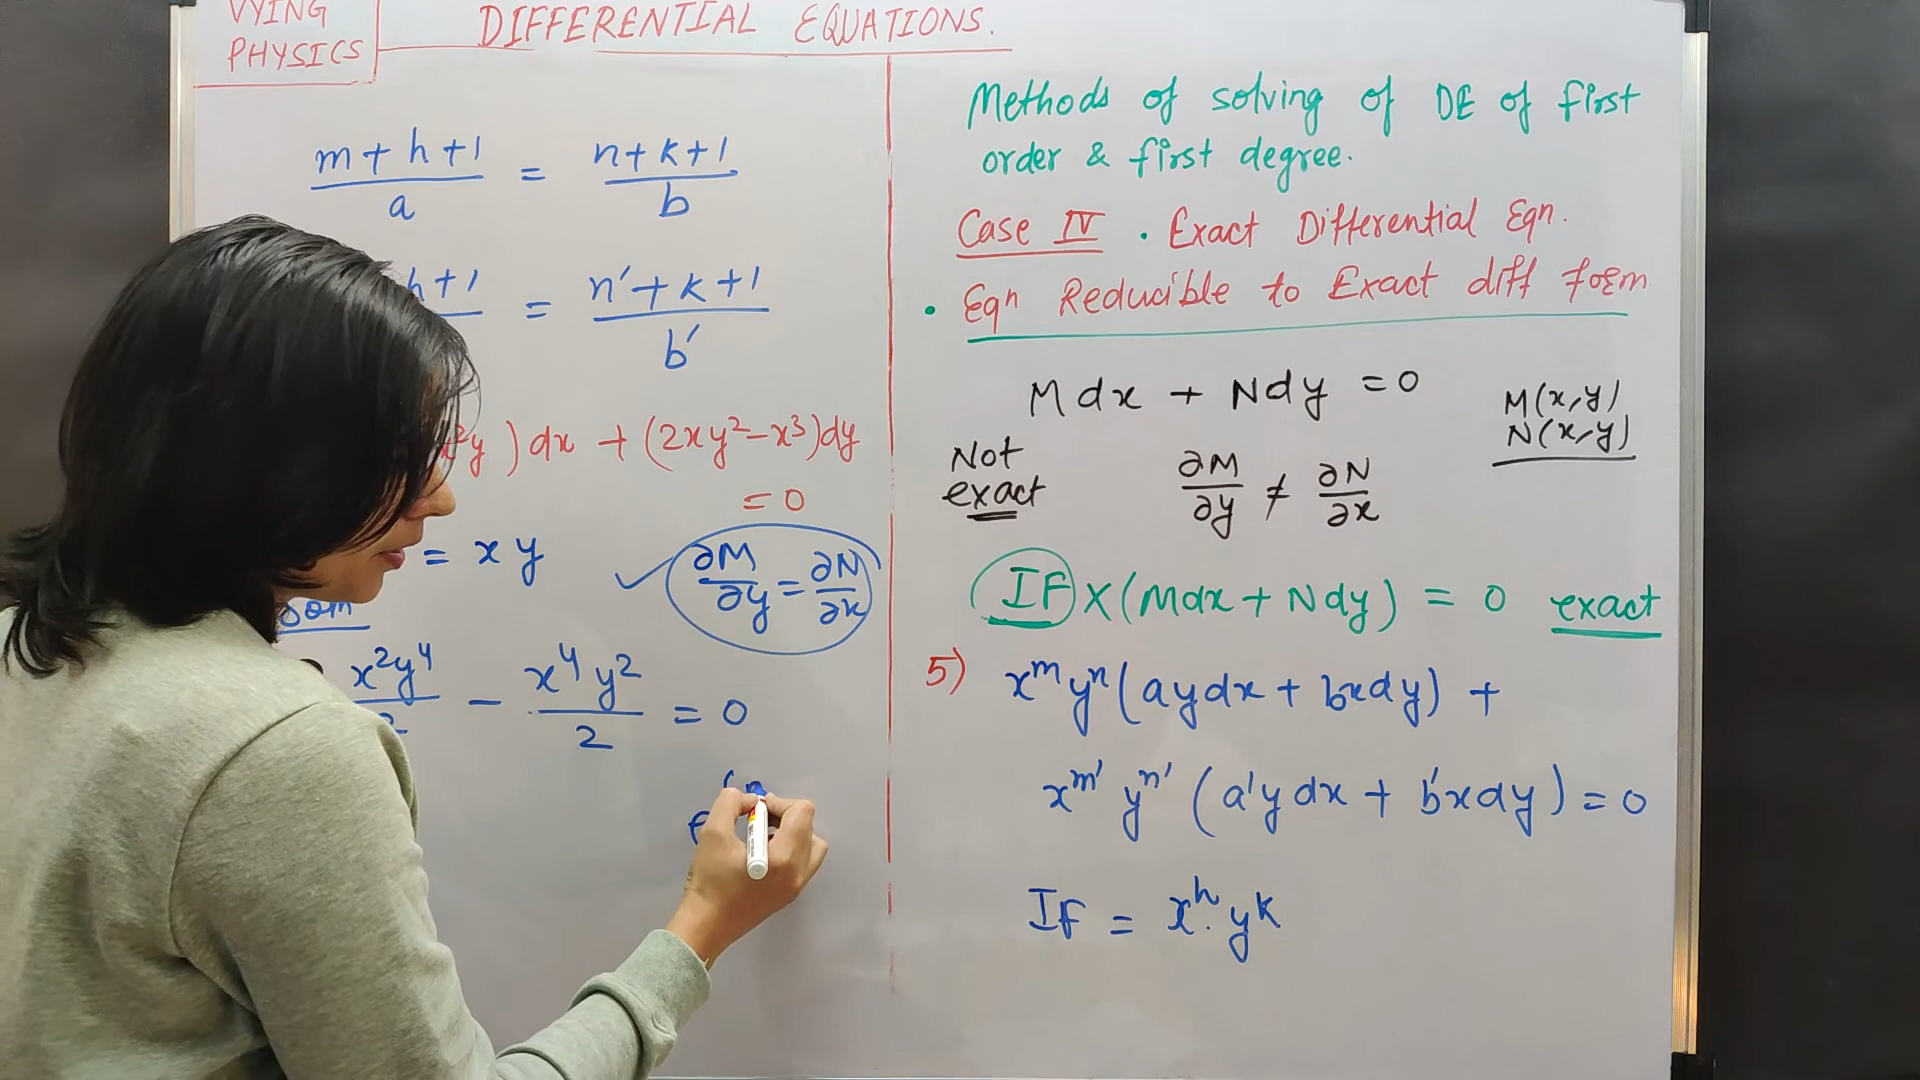 VYING
PHYSICS
DIFFERENTIAL EQUATIONS.
m+h+1/a = n+k+1/b
h+1 = n′+k+1/b′
x²y) dx + (2xy²-x³)dy
= 0
= xy
✓ ∂M/∂y = ∂N/∂x
x²y⁴/2 - x⁴y²/2 = 0
Methods of solving of DE of first
order & first degree.
Case IV . Exact Differential Eqn.
• Eqn Reducible to Exact diff form
Mdx + Ndy = 0
M(x,y)
N(x,y)
Not
exact
∂M/∂y ≠ ∂N/∂x
IF X (Mdx + Ndy) = 0 exact
5) xᵐyⁿ(aydx + bxdy) +
xᵐ′ yⁿ′ (a′ydx + b′xdy) = 0
IF = xʰ. yᵏ